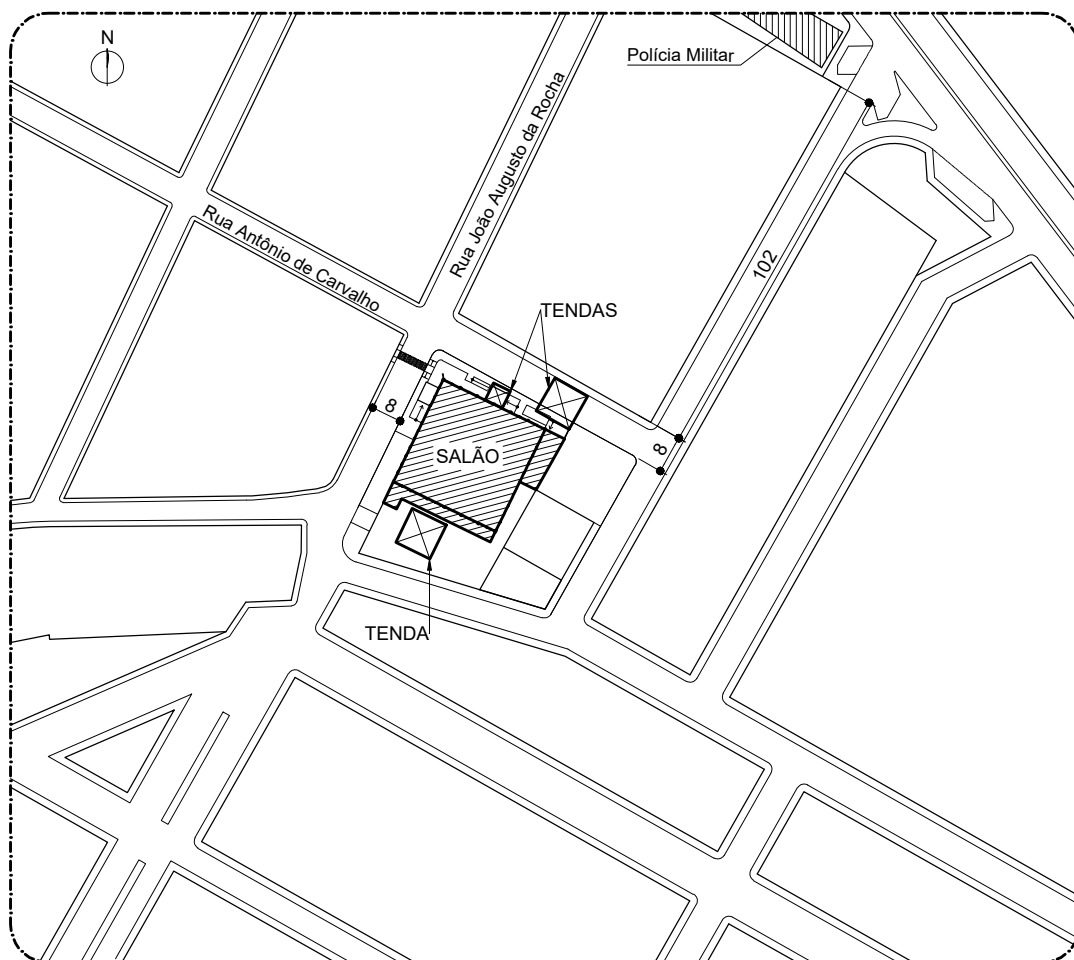 N
Polícia Militar
Rua João Augusto da Rocha
Rua Antônio de Carvalho
102
TENDAS
8
8
SALÃO
TENDA